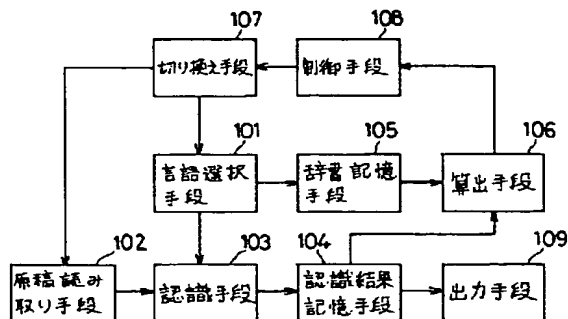 107
切り換え手段
108
制御手段
101
言語選択
手段
105
辞書記憶
手段
106
算出手段
102
原稿読み
取り手段
103
認識手段
104
認識結果
記憶手段
109
出力手段